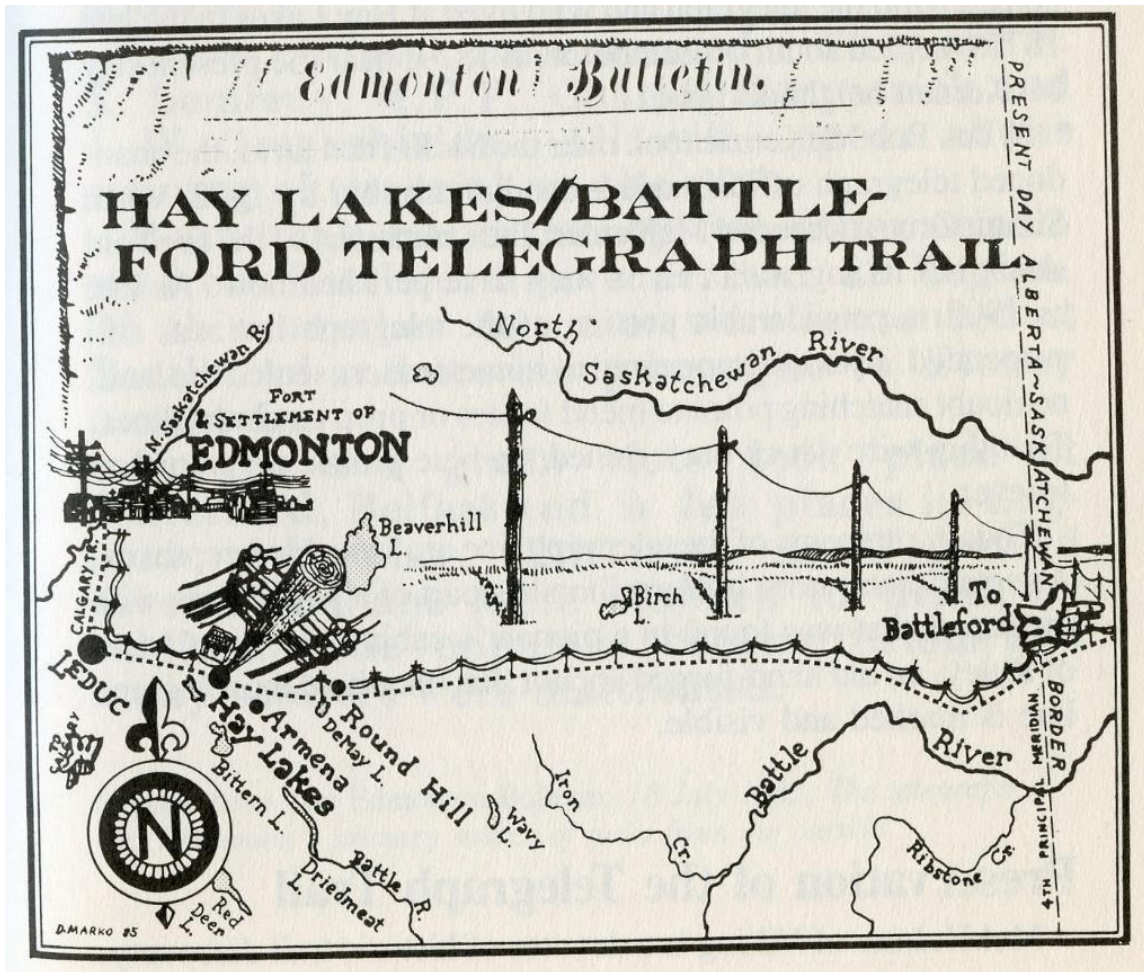 Edmonton Bulletin.
HAY LAKES/BATTLE-
FORD TELEGRAPH TRAIL
PRESENT DAY ALBERTA-SASKATCHEWAN BORDER
4TH PRINCIPAL MERIDIAN
North
Saskatchewan River
N. Saskatchewan R.
FORT
& SETTLEMENT OF
EDMONTON
Beaverhill
L.
Birch
L.
CALGARY TR.
To
Battleford
LEDUC
Hay Lakes
Armena
DeMay L.
Round Hill
Bittern L.
Iron
Cr.
Battle River
Ribstone Cr.
Driedmeat
Battle R.
Red
Deer
L.
N
D. MARKO 85